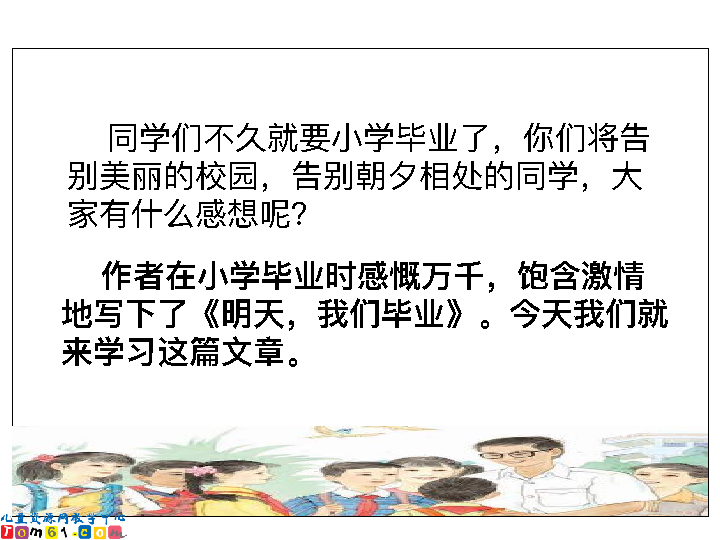 同学们不久就要小学毕业了，你们将告
别美丽的校园，告别朝夕相处的同学，大
家有什么感想呢？
作者在小学毕业时感慨万千，饱含激情
地写下了《明天，我们毕业》。今天我们就
来学习这篇文章。
儿童资源网教学中心
Tom61.com